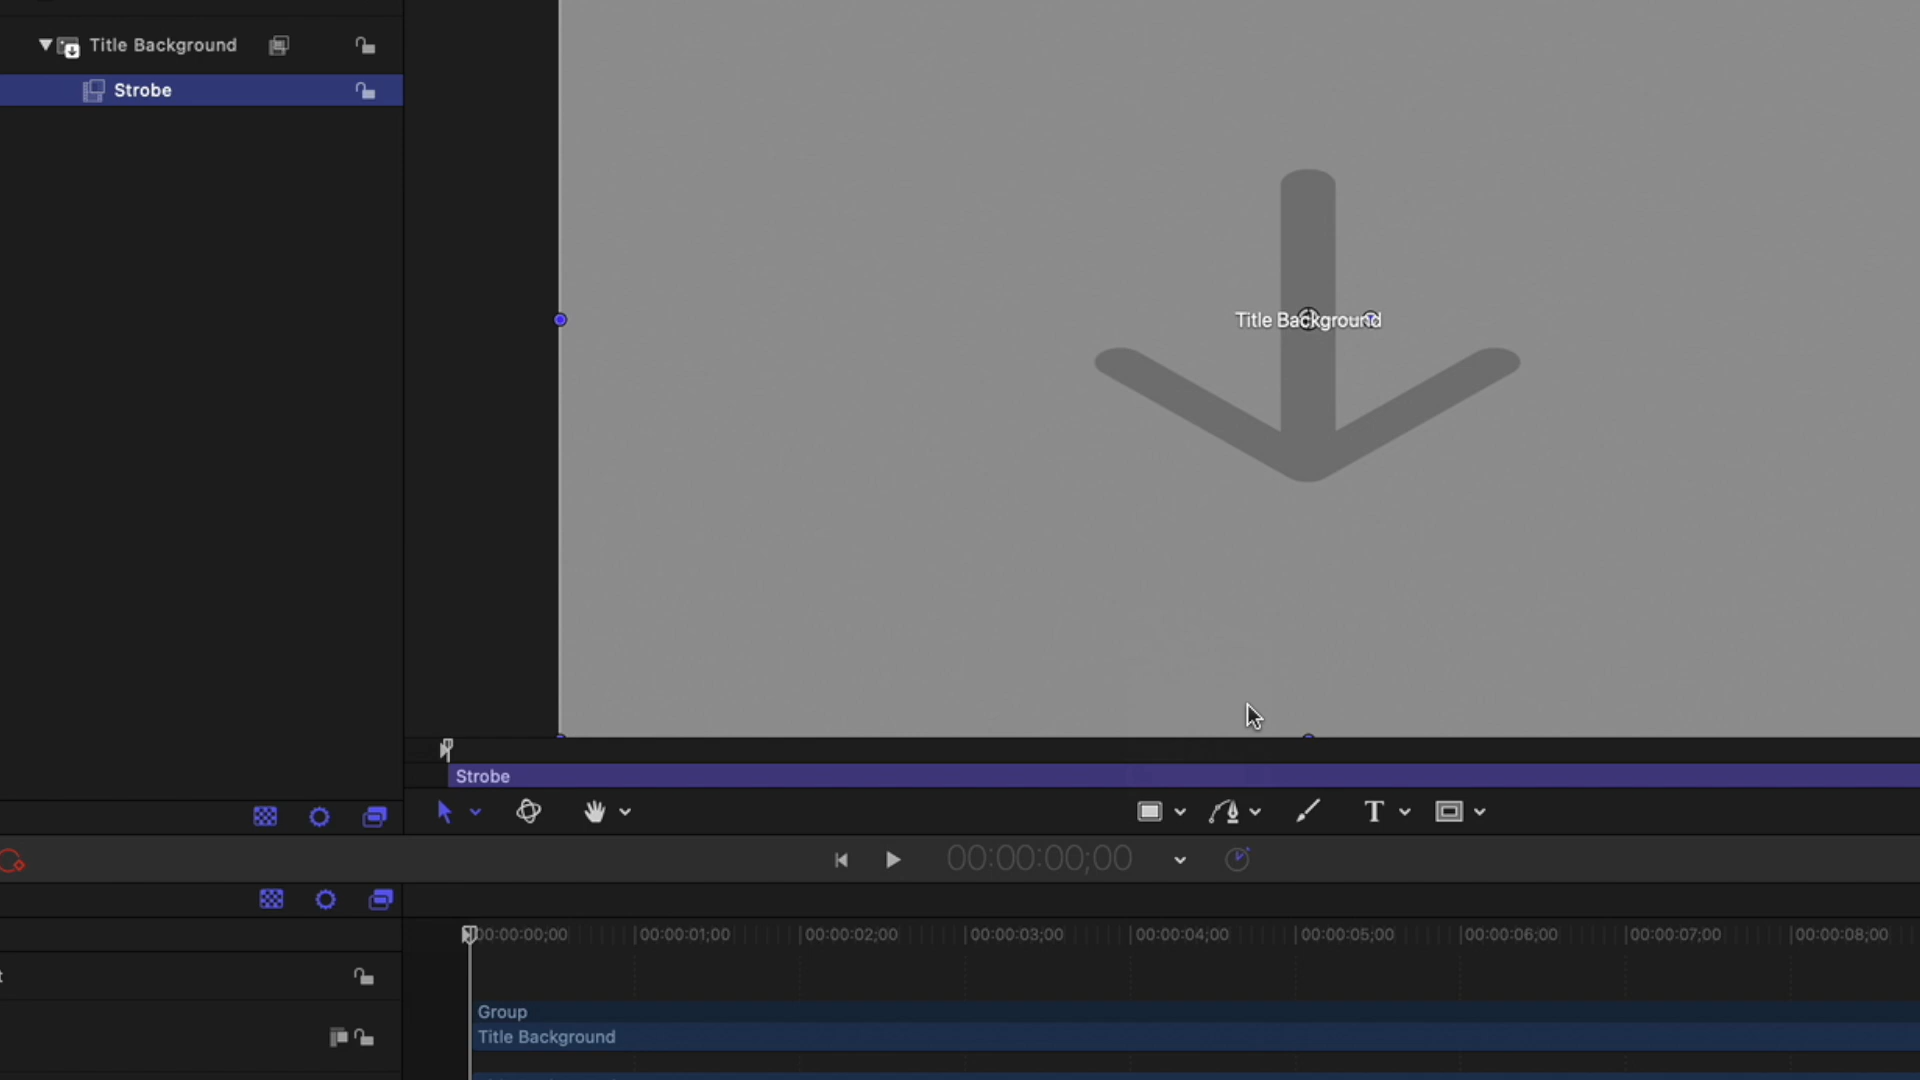 Title Background
Strobe
Title Background
Strobe
T
00:00:00;00
00:00:00;00
00:00:01;00
00:00:02;00
00:00:03;00
00:00:04;00
00:00:05;00
00:00:06;00
00:00:07;00
00:00:08;00
t
Group
Title Background